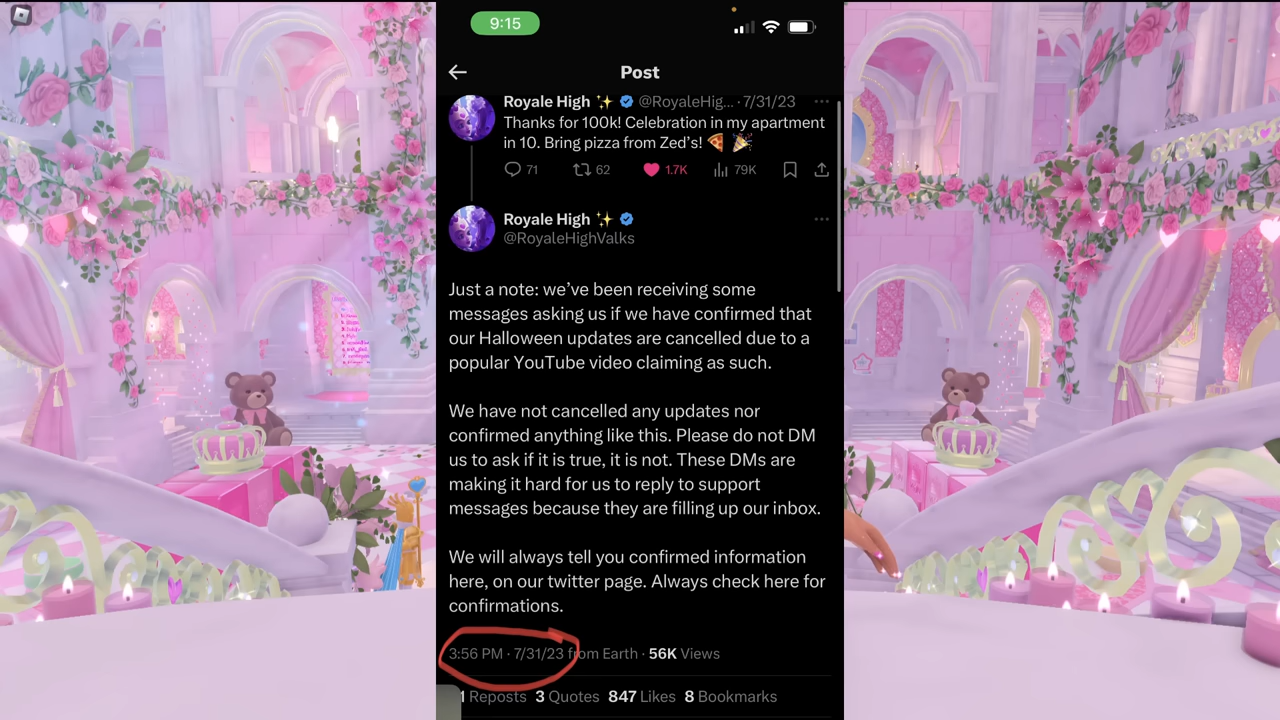 9:15
Post
Royale High ✨ @RoyaleHig... · 7/31/23
Thanks for 100k! Celebration in my apartment
in 10. Bring pizza from Zed's! 🍕 🎉
71 62 1.7K 79K
Royale High ✨
@RoyaleHighValks
Just a note: we've been receiving some
messages asking us if we have confirmed that
our Halloween updates are cancelled due to a
popular YouTube video claiming as such.
We have not cancelled any updates nor
confirmed anything like this. Please do not DM
us to ask if it is true, it is not. These DMs are
making it hard for us to reply to support
messages because they are filling up our inbox.
We will always tell you confirmed information
here, on our twitter page. Always check here for
confirmations.
3:56 PM · 7/31/23 from Earth · 56K Views
Reposts 3 Quotes 847 Likes 8 Bookmarks